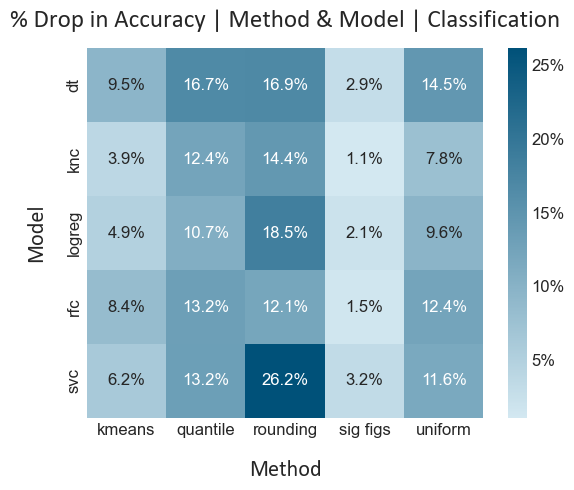 % Drop in Accuracy | Method & Model | Classification
dt 9.5% 16.7% 16.9% 2.9% 14.5%
knc 3.9% 12.4% 14.4% 1.1% 7.8%
logreg 4.9% 10.7% 18.5% 2.1% 9.6%
rfc 8.4% 13.2% 12.1% 1.5% 12.4%
svc 6.2% 13.2% 26.2% 3.2% 11.6%
kmeans quantile rounding sig figs uniform
Method
Model
25%
20%
15%
10%
5%